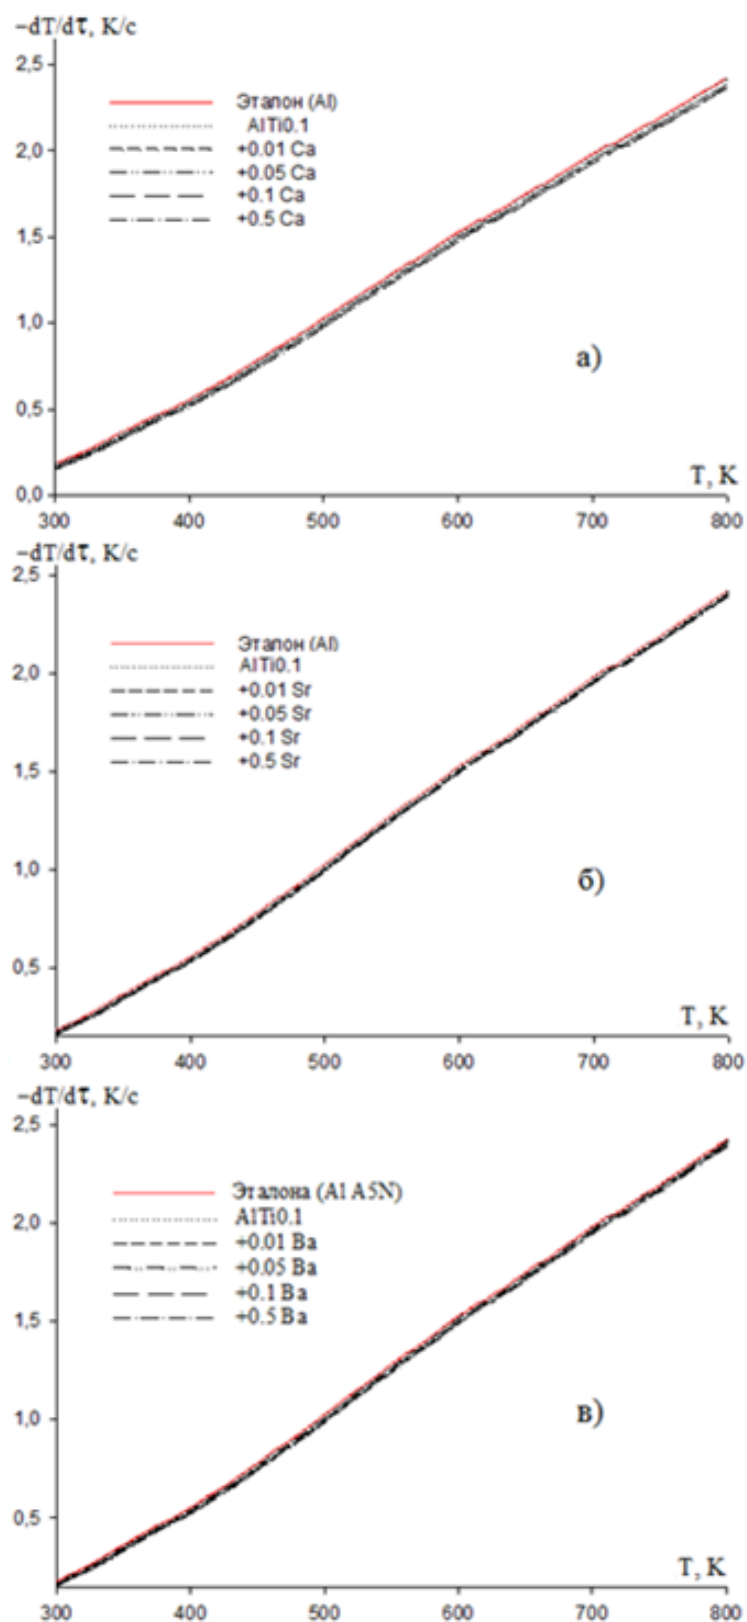 −dT/dτ, K/c
2,5
Эталон (Al)
AlTi0.1
2,0
+0.01 Ca
+0.05 Ca
+0.1 Ca
+0.5 Ca
1,5
1,0
а)
0,5
T, K
0,0
300 400 500 600 700 800
−dT/dτ, K/c
2,5
Эталон (Al)
AlTi0.1
2,0
+0.01 Sr
+0.05 Sr
+0.1 Sr
+0.5 Sr
1,5
1,0
б)
0,5
T, K
300 400 500 600 700 800
−dT/dτ, K/c
2,5
Эталона (Al A5N)
AlTi0.1
2,0
+0.01 Ba
+0.05 Ba
+0.1 Ba
+0.5 Ba
1,5
1,0
в)
0,5
T, K
300 400 500 600 700 800